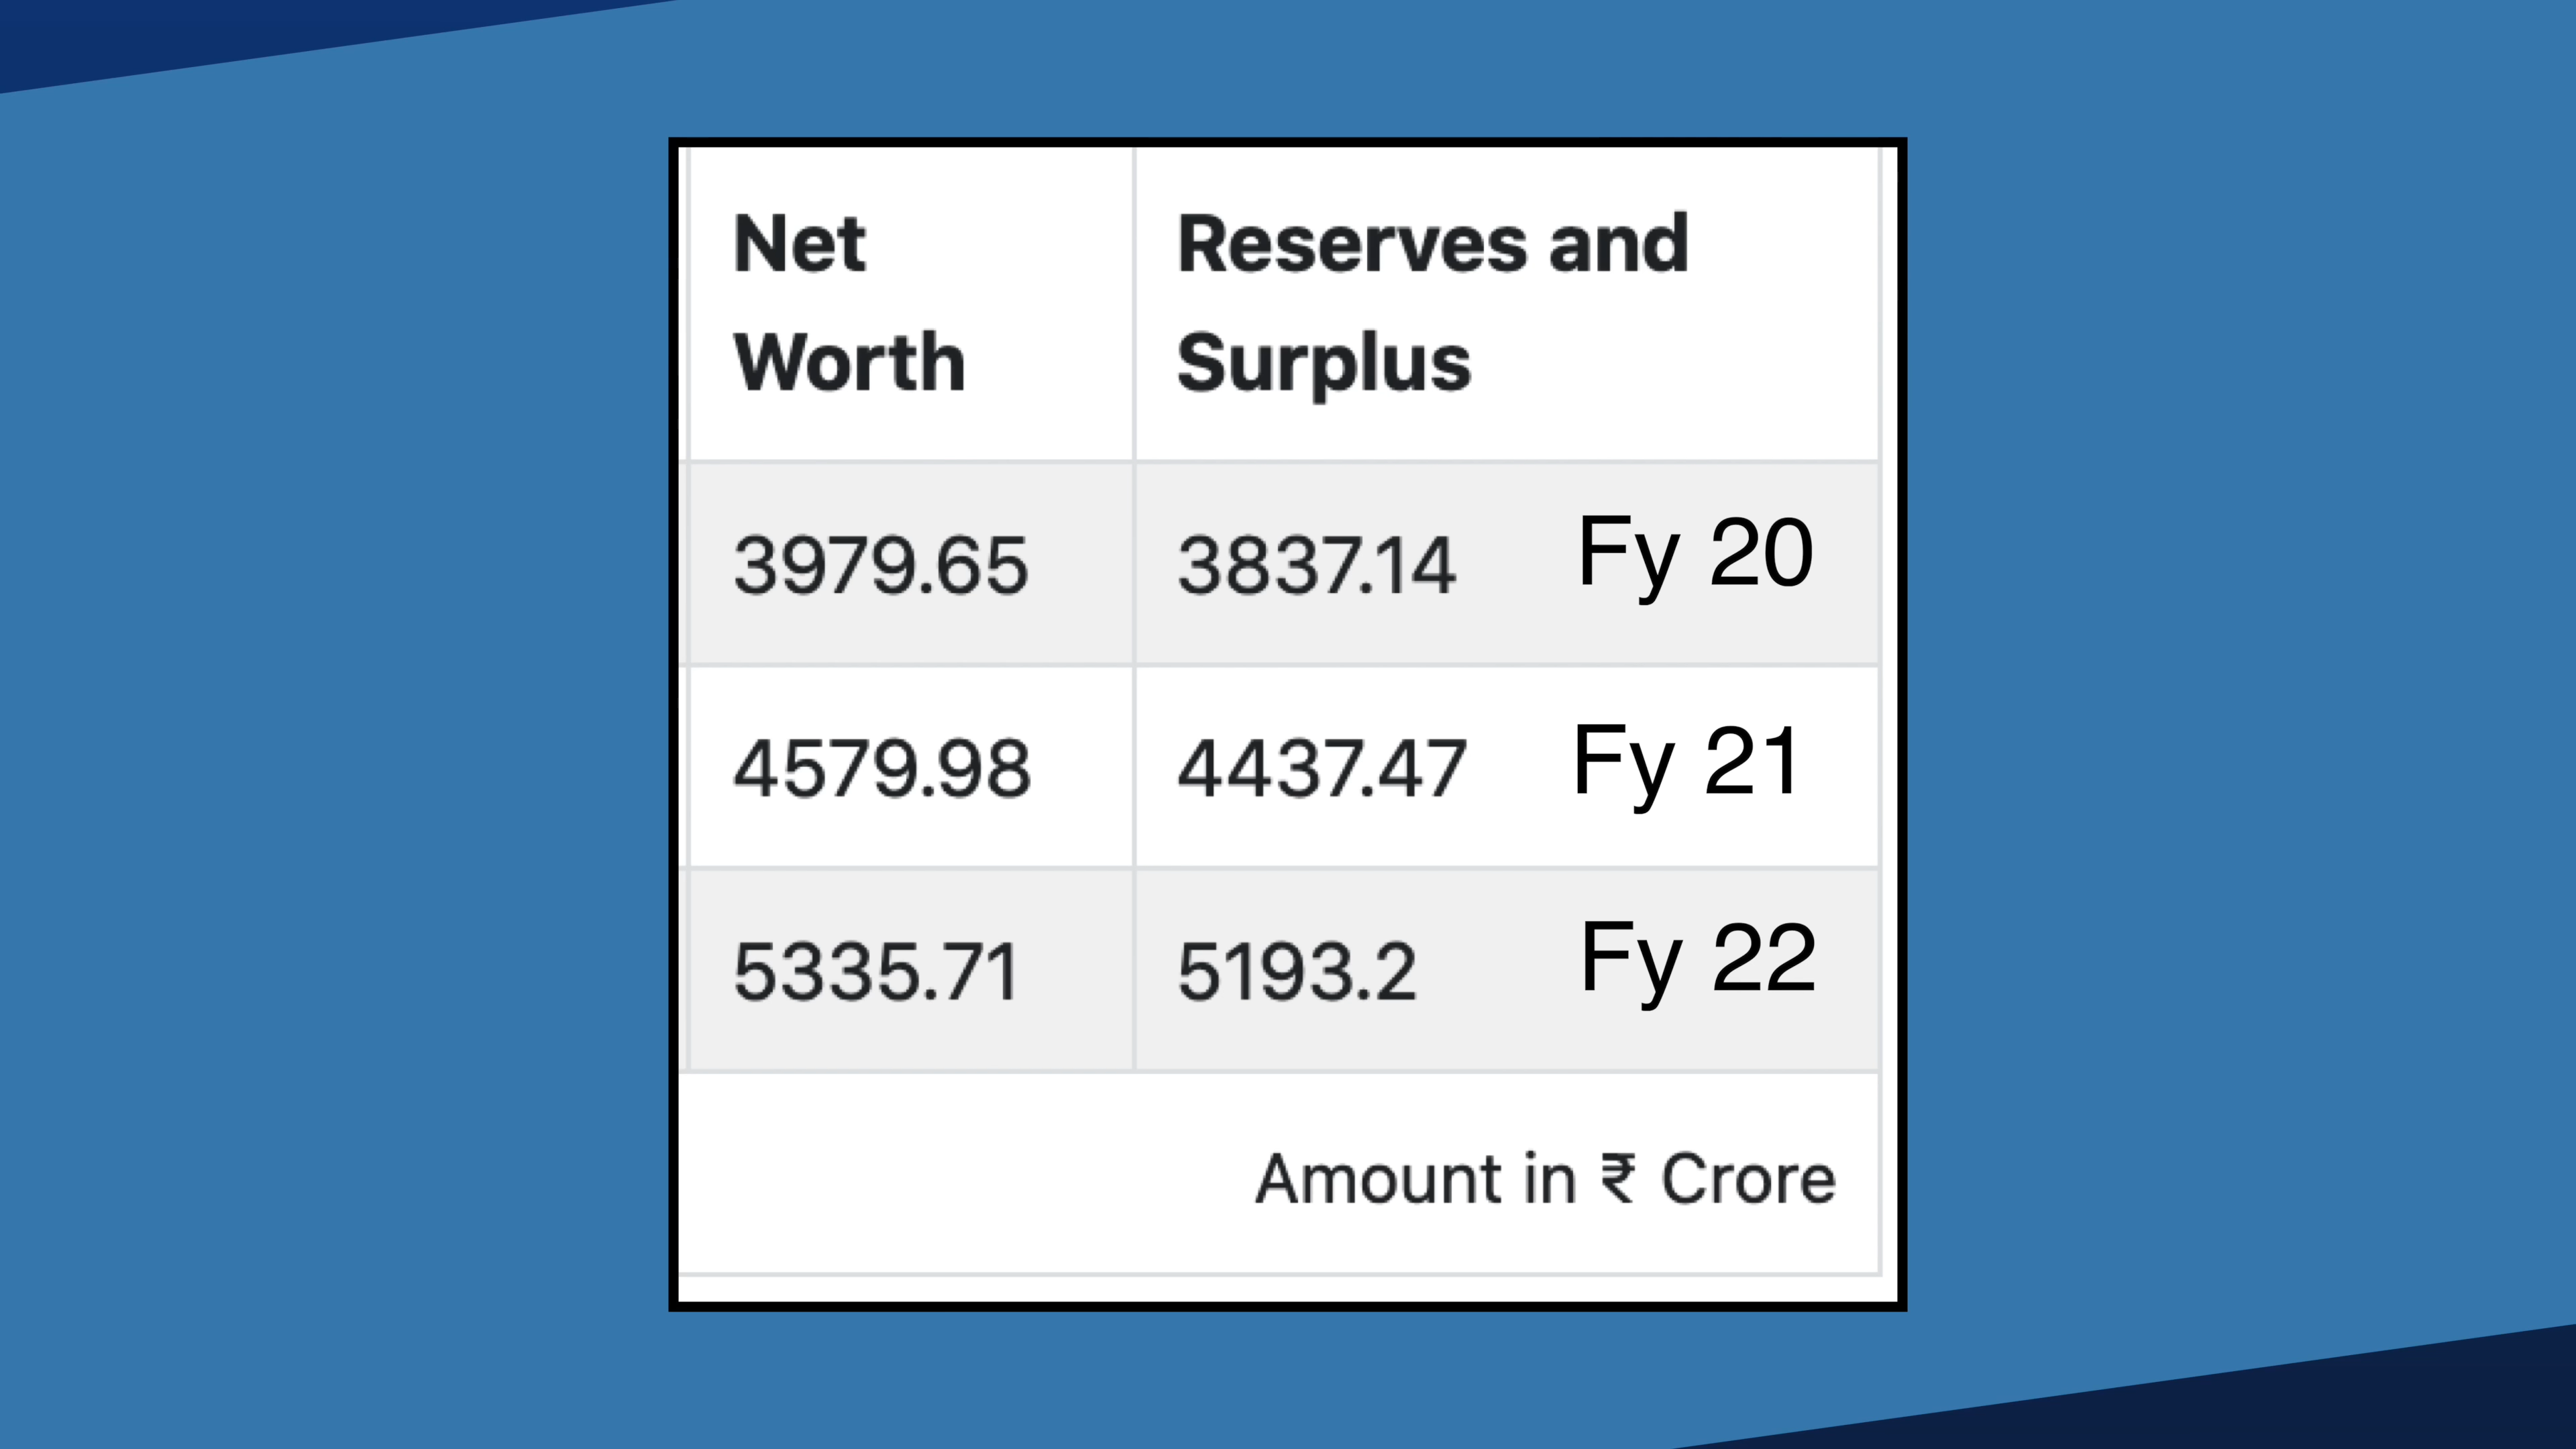 Net Worth
Reserves and Surplus
3979.65 3837.14 Fy 20
4579.98 4437.47 Fy 21
5335.71 5193.2 Fy 22
Amount in ₹ Crore